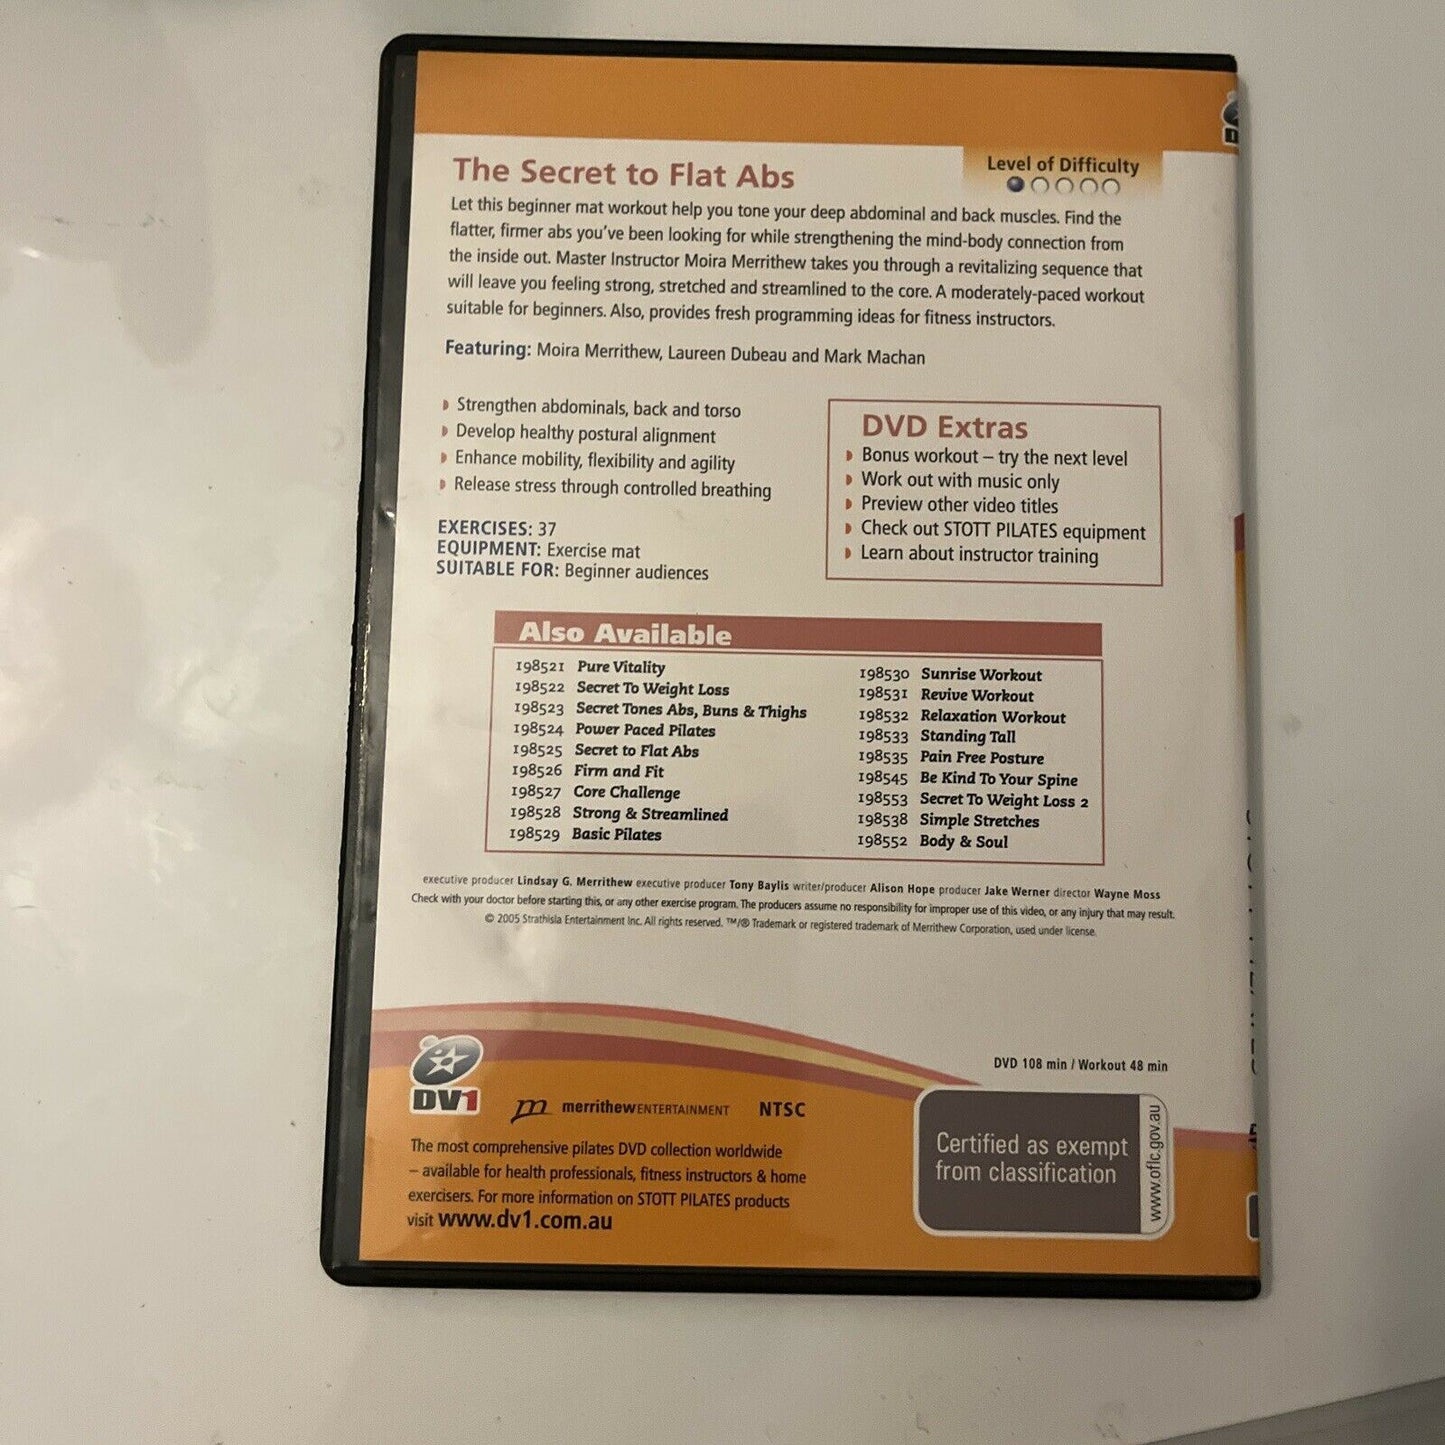 The Secret to Flat Abs
Level of Difficulty
Let this beginner mat workout help you tone your deep abdominal and back muscles. Find the
flatter, firmer abs you've been looking for while strengthening the mind-body connection from
the inside out. Master Instructor Moira Merrithew takes you through a revitalizing sequence that
will leave you feeling strong, stretched and streamlined to the core. A moderately-paced workout
suitable for beginners. Also, provides fresh programming ideas for fitness instructors.
Featuring: Moira Merrithew, Laureen Dubeau and Mark Machan
Strengthen abdominals, back and torso
Develop healthy postural alignment
Enhance mobility, flexibility and agility
Release stress through controlled breathing
EXERCISES: 37
EQUIPMENT: Exercise mat
SUITABLE FOR: Beginner audiences
DVD Extras
Bonus workout – try the next level
Work out with music only
Preview other video titles
Check out STOTT PILATES equipment
Learn about instructor training
Also Available
198521 Pure Vitality
198522 Secret To Weight Loss
198523 Secret Tones Abs, Buns & Thighs
198524 Power Paced Pilates
198525 Secret to Flat Abs
198526 Firm and Fit
198527 Core Challenge
198528 Strong & Streamlined
198529 Basic Pilates
198530 Sunrise Workout
198531 Revive Workout
198532 Relaxation Workout
198533 Standing Tall
198535 Pain Free Posture
198545 Be Kind To Your Spine
198553 Secret To Weight Loss 2
198538 Simple Stretches
198552 Body & Soul
executive producer Lindsay G. Merrithew executive producer Tony Baylis writer/producer Alison Hope producer Jake Werner director Wayne Moss
Check with your doctor before starting this, or any other exercise program. The producers assume no responsibility for improper use of this video, or any injury that may result.
© 2005 Strathisla Entertainment Inc. All rights reserved. ™/® Trademark or registered trademark of Merrithew Corporation, used under license.
DVD 108 min / Workout 48 min
DV1
m merrithewENTERTAINMENT NTSC
The most comprehensive pilates DVD collection worldwide
– available for health professionals, fitness instructors & home
exercisers. For more information on STOTT PILATES products
visit www.dv1.com.au
Certified as exempt
from classification
www.oflc.gov.au